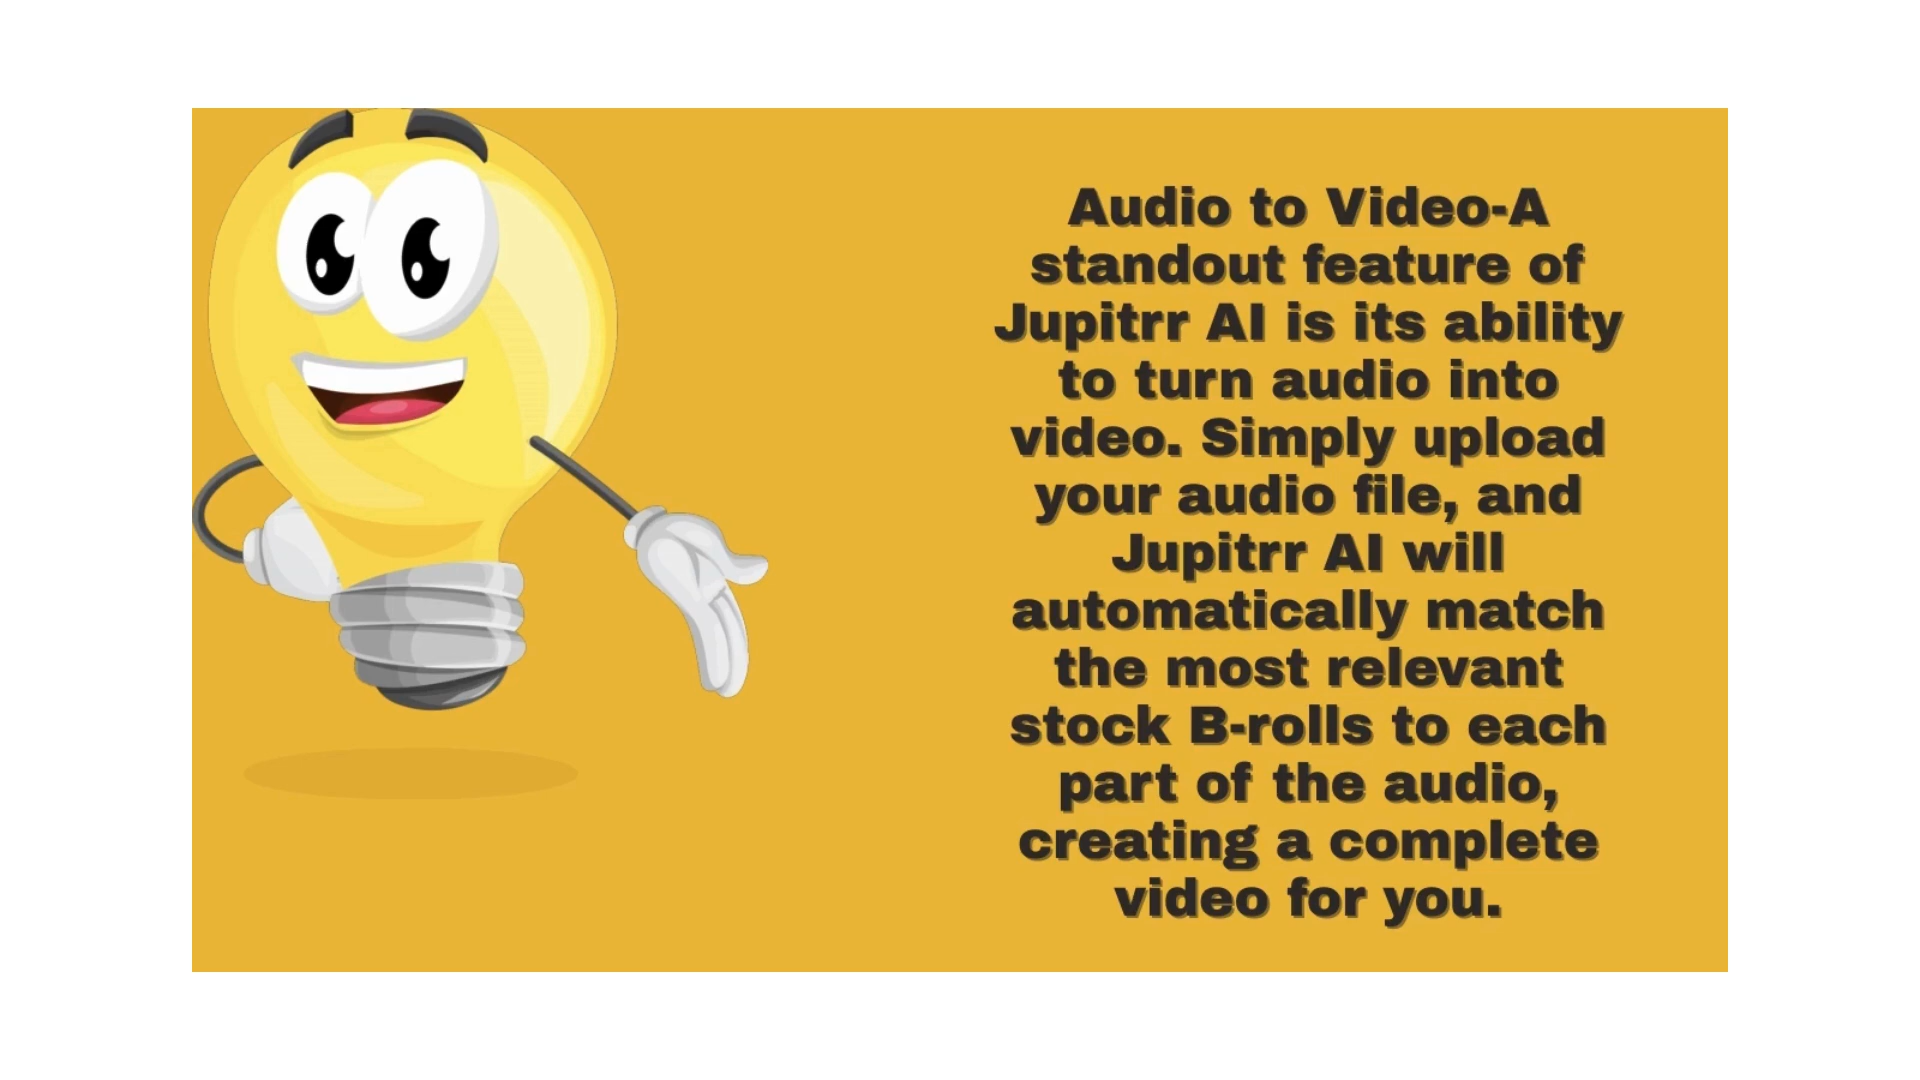 Audio to Video-A
standout feature of
Jupitrr AI is its ability
to turn audio into
video. Simply upload
your audio file, and
Jupitrr AI will
automatically match
the most relevant
stock B-rolls to each
part of the audio,
creating a complete
video for you.